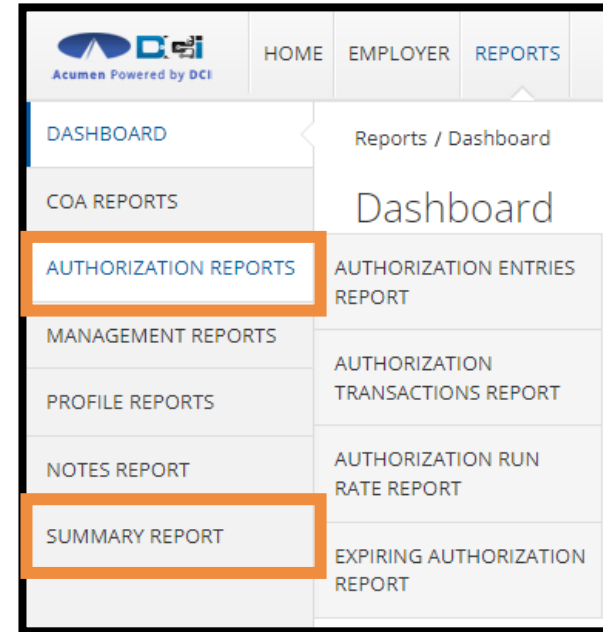 DCI
Acumen Powered by DCI
HOME
EMPLOYER
REPORTS
DASHBOARD
COA REPORTS
AUTHORIZATION REPORTS
MANAGEMENT REPORTS
PROFILE REPORTS
NOTES REPORT
SUMMARY REPORT
Reports / Dashboard
Dashboard
AUTHORIZATION ENTRIES
REPORT
AUTHORIZATION
TRANSACTIONS REPORT
AUTHORIZATION RUN
RATE REPORT
EXPIRING AUTHORIZATION
REPORT